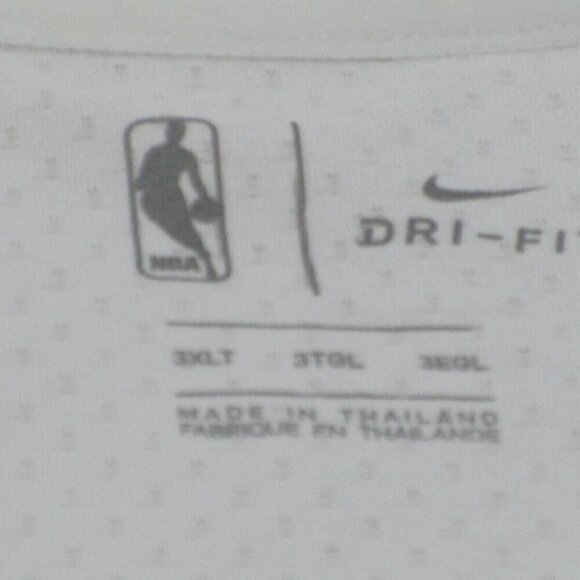 NBA
DRI-FIT
3XLT 3TGL 3EGL
MADE IN THAILAND
FABRIQUE EN THAILANDE